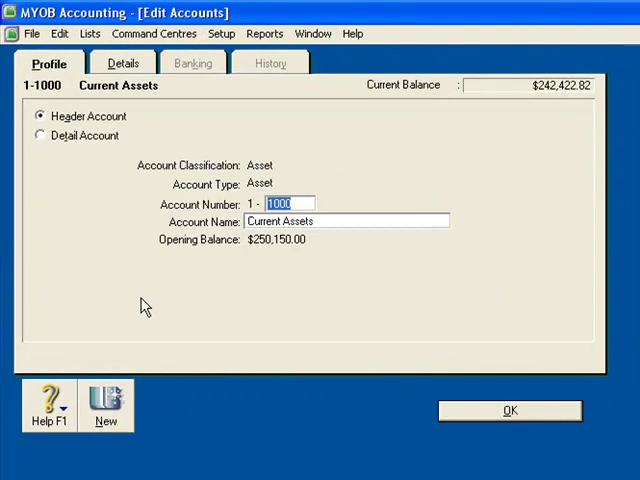 MYOB Accounting - [Edit Accounts]
File Edit Lists Command Centres Setup Reports Window Help
Profile Details Banking History
1-1000 Current Assets Current Balance : $242,422.82
Header Account
Detail Account
Account Classification: Asset
Account Type: Asset
Account Number: 1 - 1000
Account Name: Current Assets
Opening Balance: $250,150.00
?
Help F1 New OK